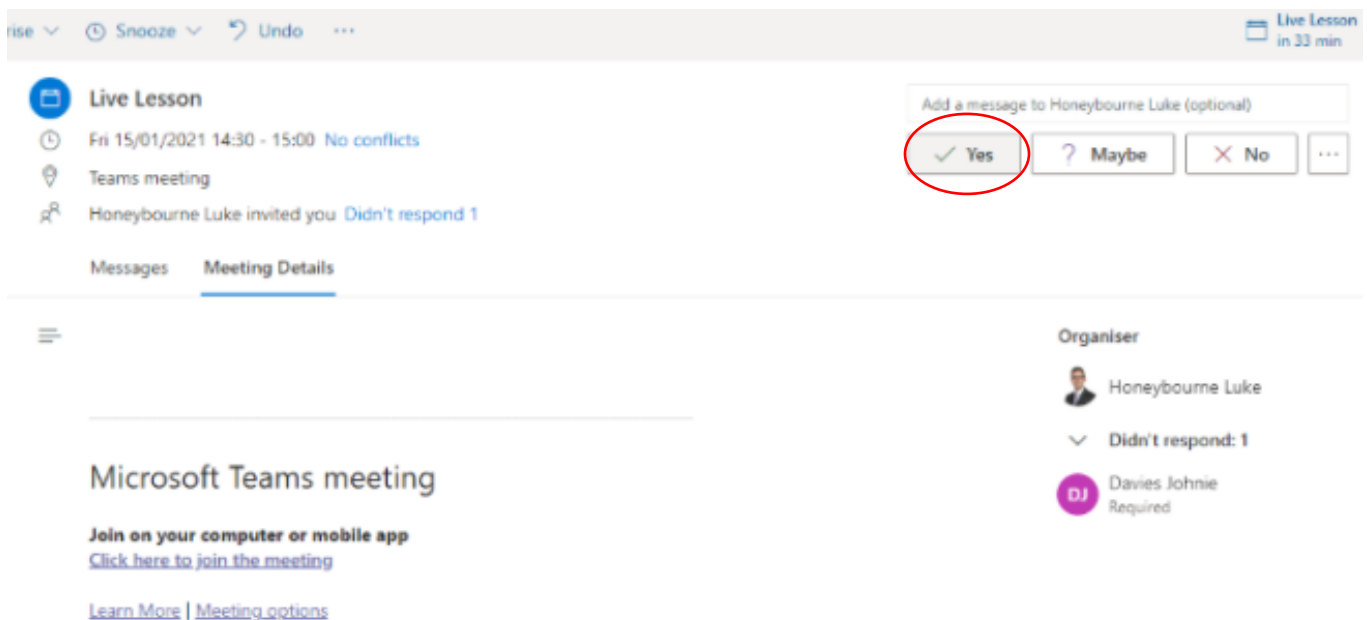 rise Snooze Undo ...
Live Lesson
in 33 min
Live Lesson
Add a message to Honeybourne Luke (optional)
Fri 15/01/2021 14:30 - 15:00 No conflicts
Yes ? Maybe No ...
Teams meeting
Honeybourne Luke invited you Didn't respond 1
Messages Meeting Details
Organiser
Honeybourne Luke
Didn't respond: 1
DJ Davies Johnie
Required
Microsoft Teams meeting
Join on your computer or mobile app
Click here to join the meeting
Learn More | Meeting options